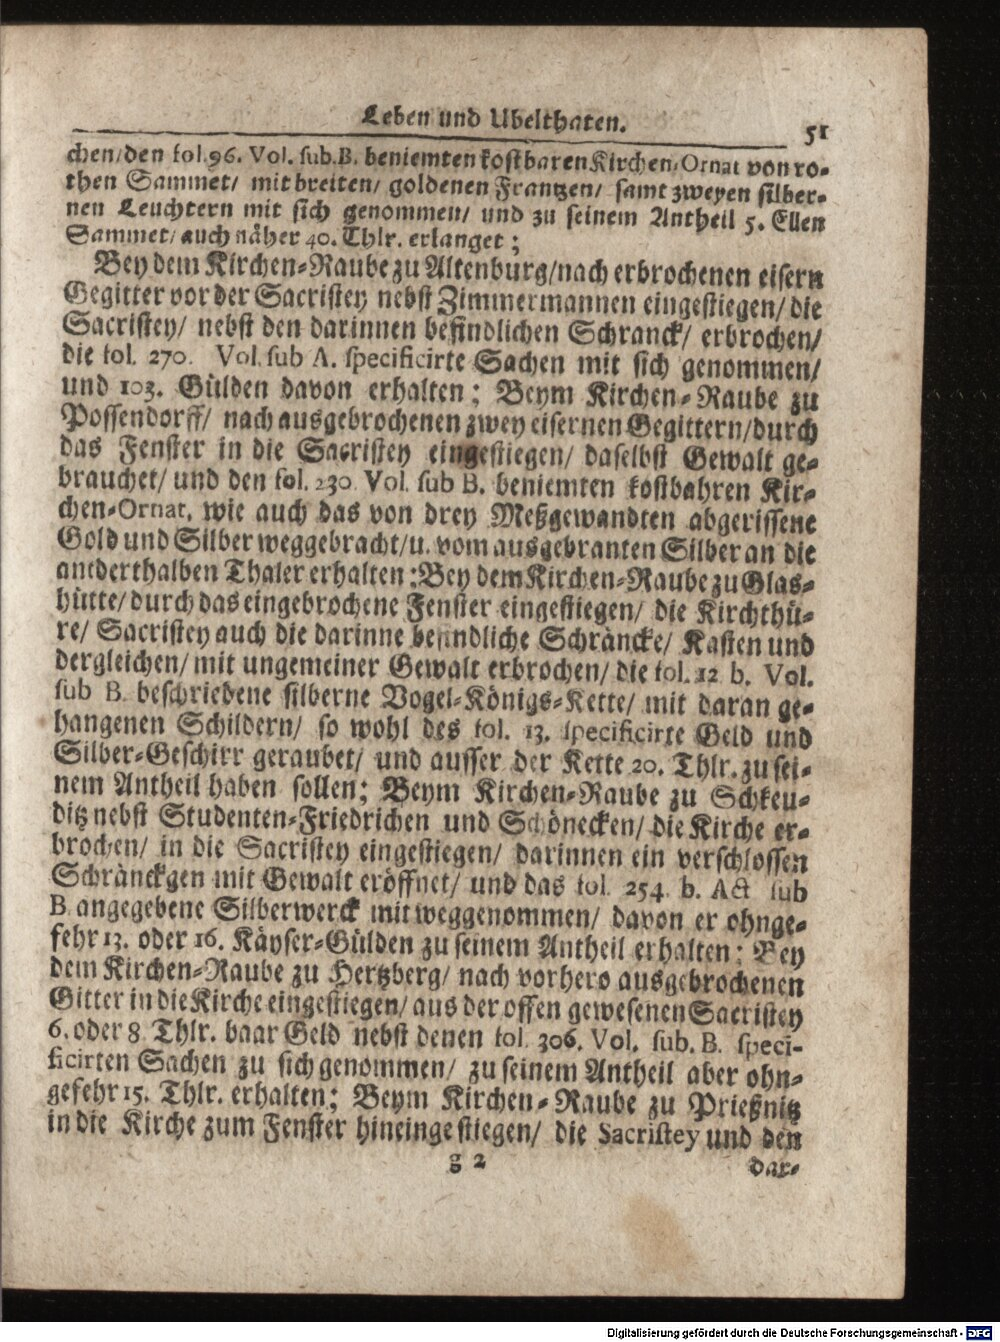 Leben und Ubelthaten. 51
chen/den fol.96. Vol. sub.B. beniemten kostbaren Kirchen-Ornat von ro-
then Sammet/ mit breiten/ goldenen Frantzen/ samt zweyen silber-
nen Leuchtern mit sich genommen/ und zu seinem Antheil 5. Ellen
Sammet/ auch näher 40. Thlr. erlanget;
Bey dem Kirchen-Raube zu Altenburg/nach erbrochenen eisern
Gegitter vor der Sacristey nebst Zimmermannen eingestiegen/ die
Sacristey/ nebst den darinnen befindlichen Schranck/ erbrochen/
die fol. 270. Vol. sub A. specificirte Sachen mit sich genommen/
und 103. Gülden davon erhalten; Beym Kirchen-Raube zu
Possendorff/ nach ausgebrochenen zwey eisernen Gegittern/durch
das Fenster in die Sacristey eingestiegen/ daselbst Gewalt ge-
brauchet/ und den fol. 230 Vol. sub B. beniemten kostbahren Kir-
chen-Ornat, wie auch das von drey Meßgewandten abgerissene
Gold und Silber weggebracht/u. vom ausgebranten Silber an die
antderthalben Thaler erhalten; Bey dem Kirchen-Raube zu Glas-
hütte/ durch das eingebrochene Fenster eingestiegen/ die Kirchthü-
re/ Sacristey auch die darinne befindliche Schräncke/ Kasten und
dergleichen/ mit ungemeiner Gewalt erbrochen/ die fol. 12 b. Vol.
sub B. beschriebene silberne Vogel-Königs-Kette/ mit daran ge-
hangenen Schildern/ so wohl des fol. 13. specificirte Geld und
Silber-Geschirr geraubet/ und ausser der Kette 20. Thlr. zu sei-
nem Antheil haben sollen; Beym Kirchen-Raube zu Schkeu-
ditz nebst Studenten-Friedrichen und Schönecken/ die Kirche er-
brochen/ in die Sacristey eingestiegen/ darinnen ein verschlossen
Schränckgen mit Gewalt eröffnet/ und das fol. 254. b. Act sub
B angegebene Silberwerck mit weggenommen/ davon er ohnge-
fehr 13. oder 16. Käyser-Gülden zu seinem Antheil erhalten; Bey
dem Kirchen-Raube zu Hertzberg/ nach vorhero ausgebrochenen
Gitter in die Kirche eingestiegen/ aus der offen gewesenen Sacristey
6. oder 8 Thlr. baar Geld nebst denen fol. 306. Vol. sub. B. speci-
ficirten Sachen zu sich genommen/ zu seinem Antheil aber ohn-
gefehr 15. Thlr. erhalten; Beym Kirchen-Raube zu Prießnitz
in die Kirche zum Fenster hineingestiegen/ die Sacristey und den
g 2 dar-
Digitalisierung gefördert durch die Deutsche Forschungsgemeinschaft - DFG